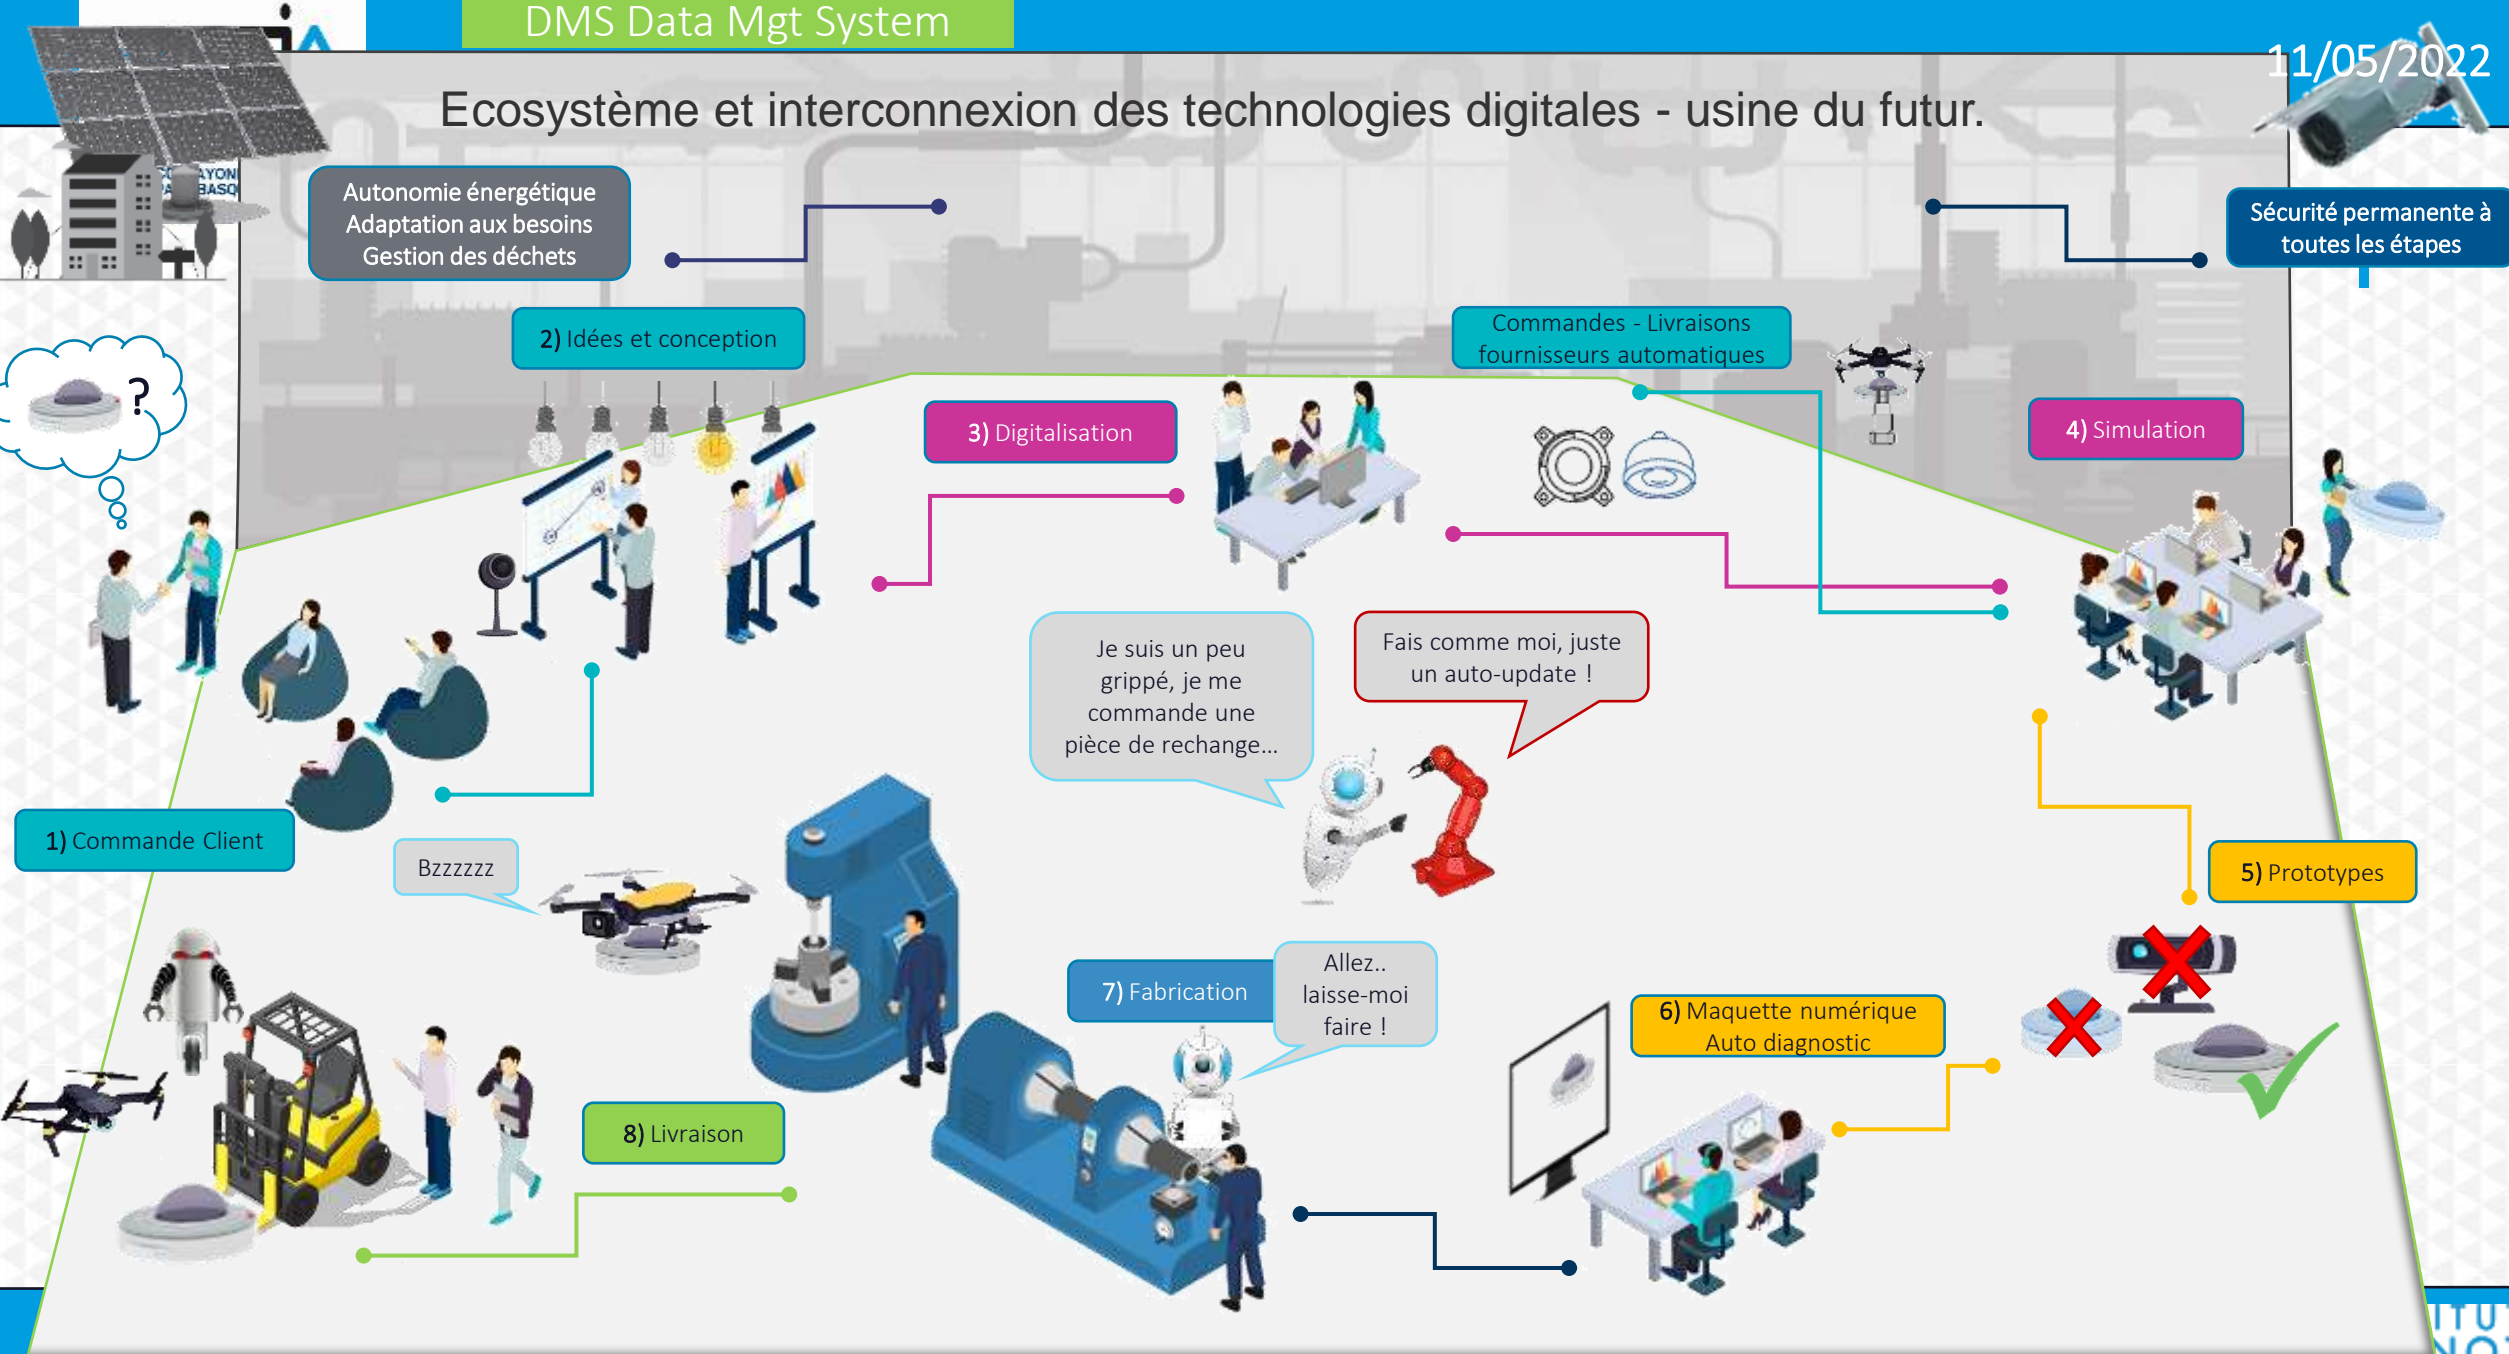 DMS Data Mgt System
11/05/2022
Ecosystème et interconnexion des technologies digitales - usine du futur.
Autonomie énergétique
Adaptation aux besoins
Gestion des déchets
Sécurité permanente à
toutes les étapes
2) Idées et conception
Commandes - Livraisons
fournisseurs automatiques
?
3) Digitalisation
4) Simulation
Je suis un peu
grippé, je me
commande une
pièce de rechange...
Fais comme moi, juste
un auto-update !
1) Commande Client
Bzzzzzz
5) Prototypes
7) Fabrication
Allez..
laisse-moi
faire !
6) Maquette numérique
Auto diagnostic
8) Livraison